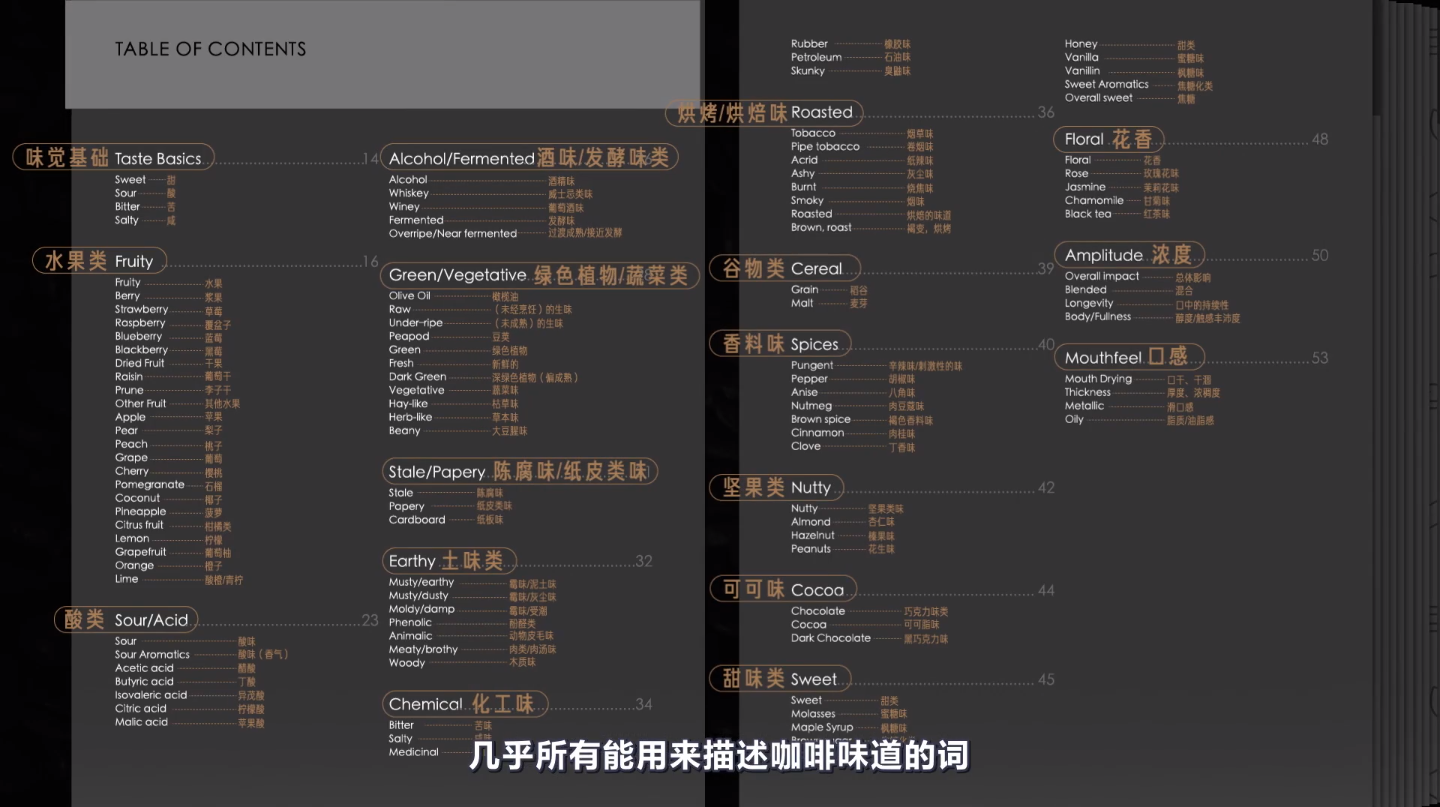 TABLE OF CONTENTS
味觉基础 Taste Basics 14
Sweet 甜
Sour 酸
Bitter 苦
Salty 咸
水果类 Fruity 16
Fruity 水果
Berry 浆果
Strawberry 草莓
Raspberry 覆盆子
Blueberry 蓝莓
Blackberry 黑莓
Dried Fruit 干果
Raisin 葡萄干
Prune 李子干
Other Fruit 其他水果
Apple 苹果
Pear 梨子
Peach 桃子
Grape 葡萄
Cherry 樱桃
Pomegranate 石榴
Coconut 椰子
Pineapple 菠萝
Citrus fruit 柑橘类
Lemon 柠檬
Grapefruit 葡萄柚
Orange 橙子
Lime 酸橙/青柠
酸类 Sour/Acid 23
Sour 酸味
Sour Aromatics 酸味（香气）
Acetic acid 醋酸
Butyric acid 丁酸
Isovaleric acid 异戊酸
Citric acid 柠檬酸
Malic acid 苹果酸
Alcohol/Fermented 酒味/发酵味类
Alcohol 酒精味
Whiskey 威士忌类味
Winey 葡萄酒味
Fermented 发酵味
Overripe/Near fermented 过渡成熟/接近发酵
Green/Vegetative 绿色植物/蔬菜类
Olive Oil 橄榄油
Raw （未经烹饪）的生味
Under-ripe （未成熟）的生味
Peapod 豆荚
Green 绿色植物
Fresh 新鲜的
Dark Green 深绿色植物（偏成熟）
Vegetative 蔬菜味
Hay-like 枯草味
Herb-like 草本味
Beany 大豆腥味
Stale/Papery 陈腐味/纸皮类味
Stale 陈腐味
Papery 纸皮类味
Cardboard 纸板味
Earthy 土味类 32
Musty/earthy 霉味/泥土味
Musty/dusty 霉味/灰尘味
Moldy/damp 霉味/受潮
Phenolic 酚醛类
Animalic 动物皮毛味
Meaty/brothy 肉类/肉汤味
Woody 木质味
Chemical 化工味 34
Bitter 苦味
Salty 咸味
Medicinal
Rubber 橡胶味
Petroleum 石油味
Skunky 臭鼬味
烘烤/烘焙味 Roasted 36
Tobacco 烟草味
Pipe tobacco 卷烟味
Acrid 纸辣味
Ashy 灰尘味
Burnt 烧焦味
Smoky 烟味
Roasted 烘焙的味道
Brown, roast 褐变，烘烤
谷物类 Cereal 39
Grain 稻谷
Malt 麦芽
香料味 Spices 40
Pungent 辛辣味/刺激性的味
Pepper 胡椒味
Anise 八角味
Nutmeg 肉豆蔻味
Brown spice 褐色香料味
Cinnamon 肉桂味
Clove 丁香味
坚果类 Nutty 42
Nutty 坚果类味
Almond 杏仁味
Hazelnut 榛果味
Peanuts 花生味
可可味 Cocoa 44
Chocolate 巧克力味类
Cocoa 可可脂味
Dark Chocolate 黑巧克力味
甜味类 Sweet 45
Sweet 甜类
Molasses 蜜糖味
Maple Syrup 枫糖味
Honey 甜类
Vanilla 蜜糖味
Vanillin 枫糖味
Sweet Aromatics 焦糖化类
Overall sweet 焦糖
Floral 花香 48
Floral 花香
Rose 玫瑰花味
Jasmine 茉莉花味
Chamomile 甘菊味
Black tea 红茶味
Amplitude 浓度 50
Overall impact 总体影响
Blended 混合
Longevity 口中的持续性
Body/Fullness 醇度/触感丰沛度
Mouthfeel 口感 53
Mouth Drying 口干、干涸
Thickness 厚度、浓稠度
Metallic 滑口感
Oily 脂质/油脂感
几乎所有能用来描述咖啡味道的词